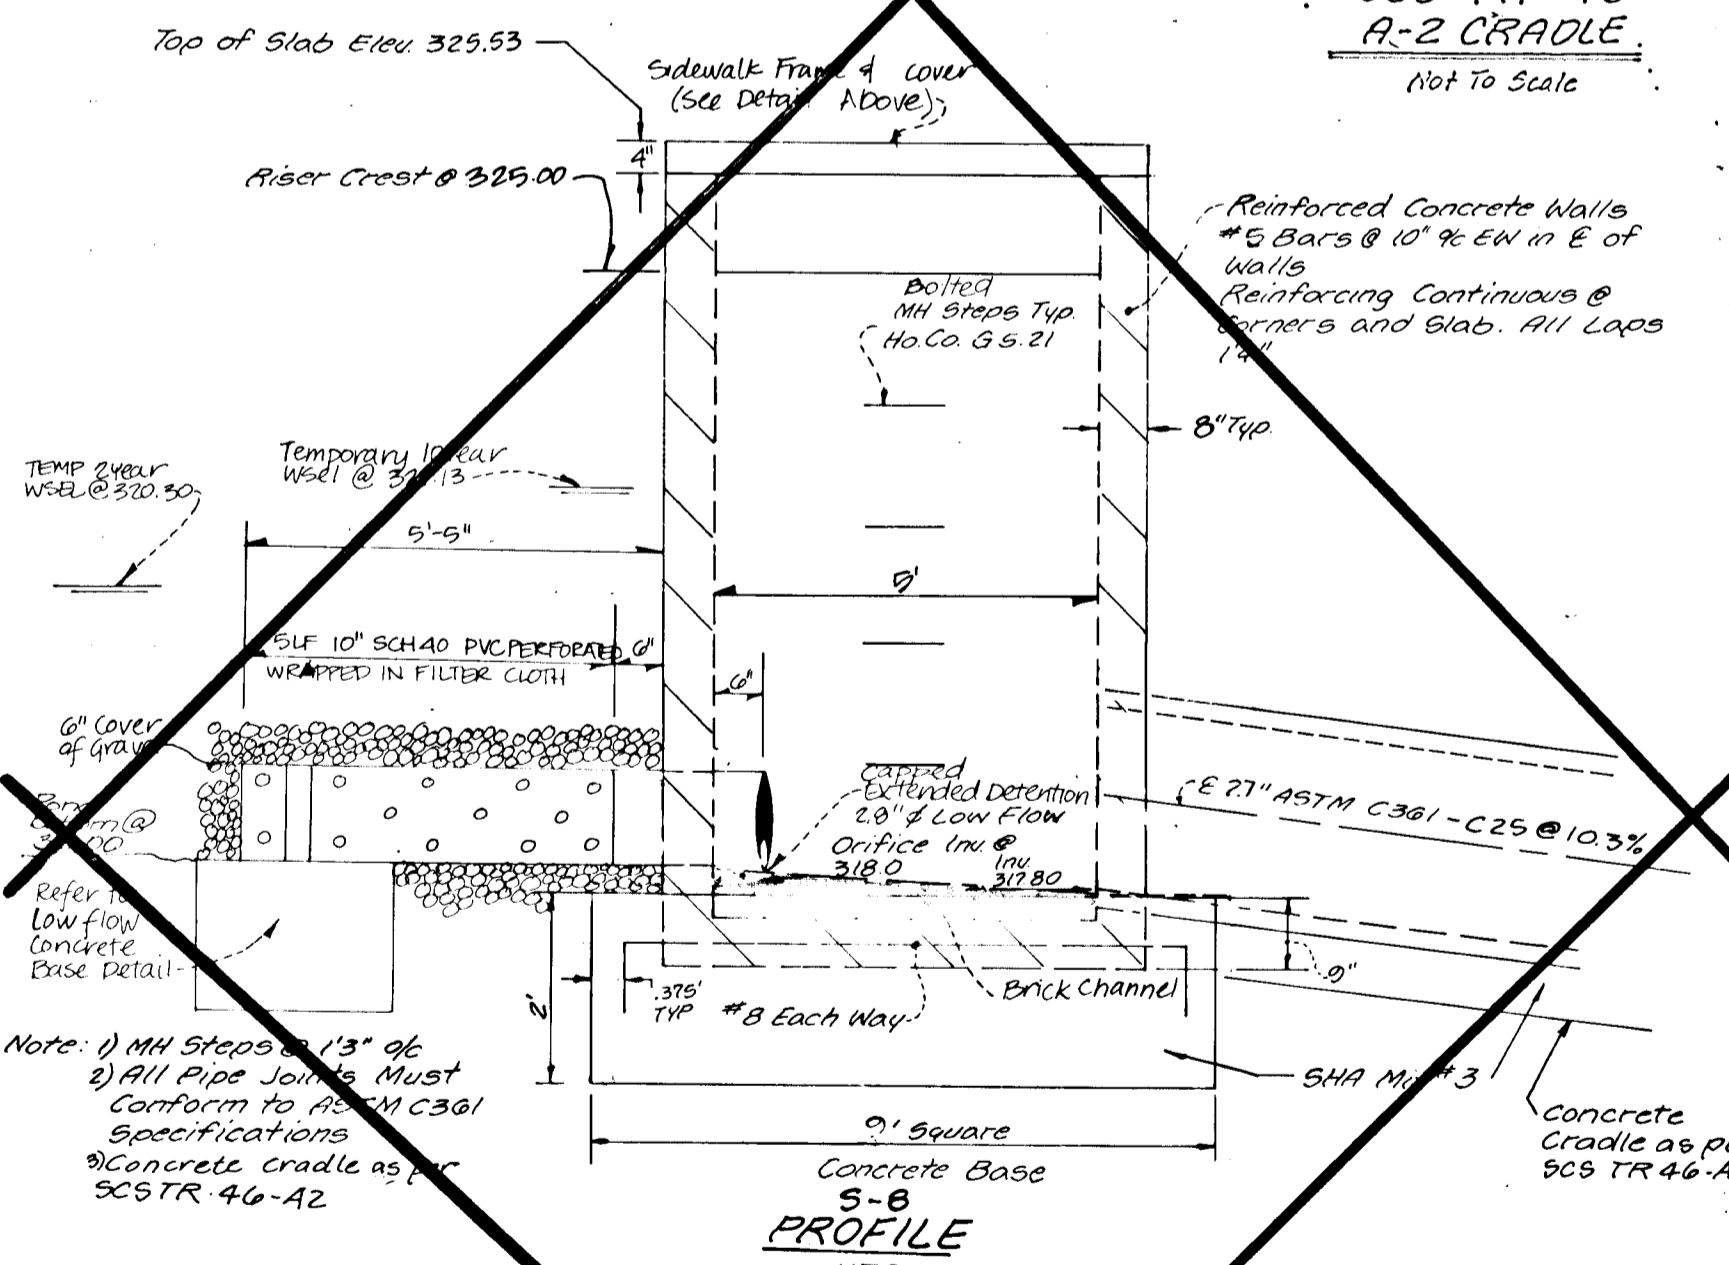 A-2 CRADLE
Not To Scale
Top of Slab Elev. 325.53
Sidewalk Frame & cover
(See Detail Above)
4"
Riser Crest @ 325.00
Reinforced Concrete Walls
#5 Bars @ 10" o/c EW in ℄ of
Walls
Reinforcing Continuous @
Corners and Slab. All Laps
Bolted
MH Steps Typ.
Ho.Co. G 5.21
8" Typ.
TEMP 2 year
WSEL @ 320.30
Temporary 10 year
WSel @
5'-5"
5'
5LF 10" SCH40 PVC PERFORATED
WRAPPED IN FILTER CLOTH
6"
6"
6" Cover
of Gravel
Capped
Extended Detention
2.8" ⌀ Low Flow
Orifice Inv. @
318.0
Inv.
317.80
℄ 27" ASTM C361-C25 @ 10.3%
Refer to
Low flow
Concrete
Base Detail
2'
.375'
TYP
#8 Each Way
Brick Channel
9"
SHA Mix #3
Concrete
Cradle as
SCS TR 46-A
Note: 1) MH Steps @ 1'3" o/c
2) All Pipe Joints Must
Conform to ASTM C361
Specifications
3) Concrete cradle as per
SCS TR-46-A2
9' Square
Concrete Base
S-8
PROFILE